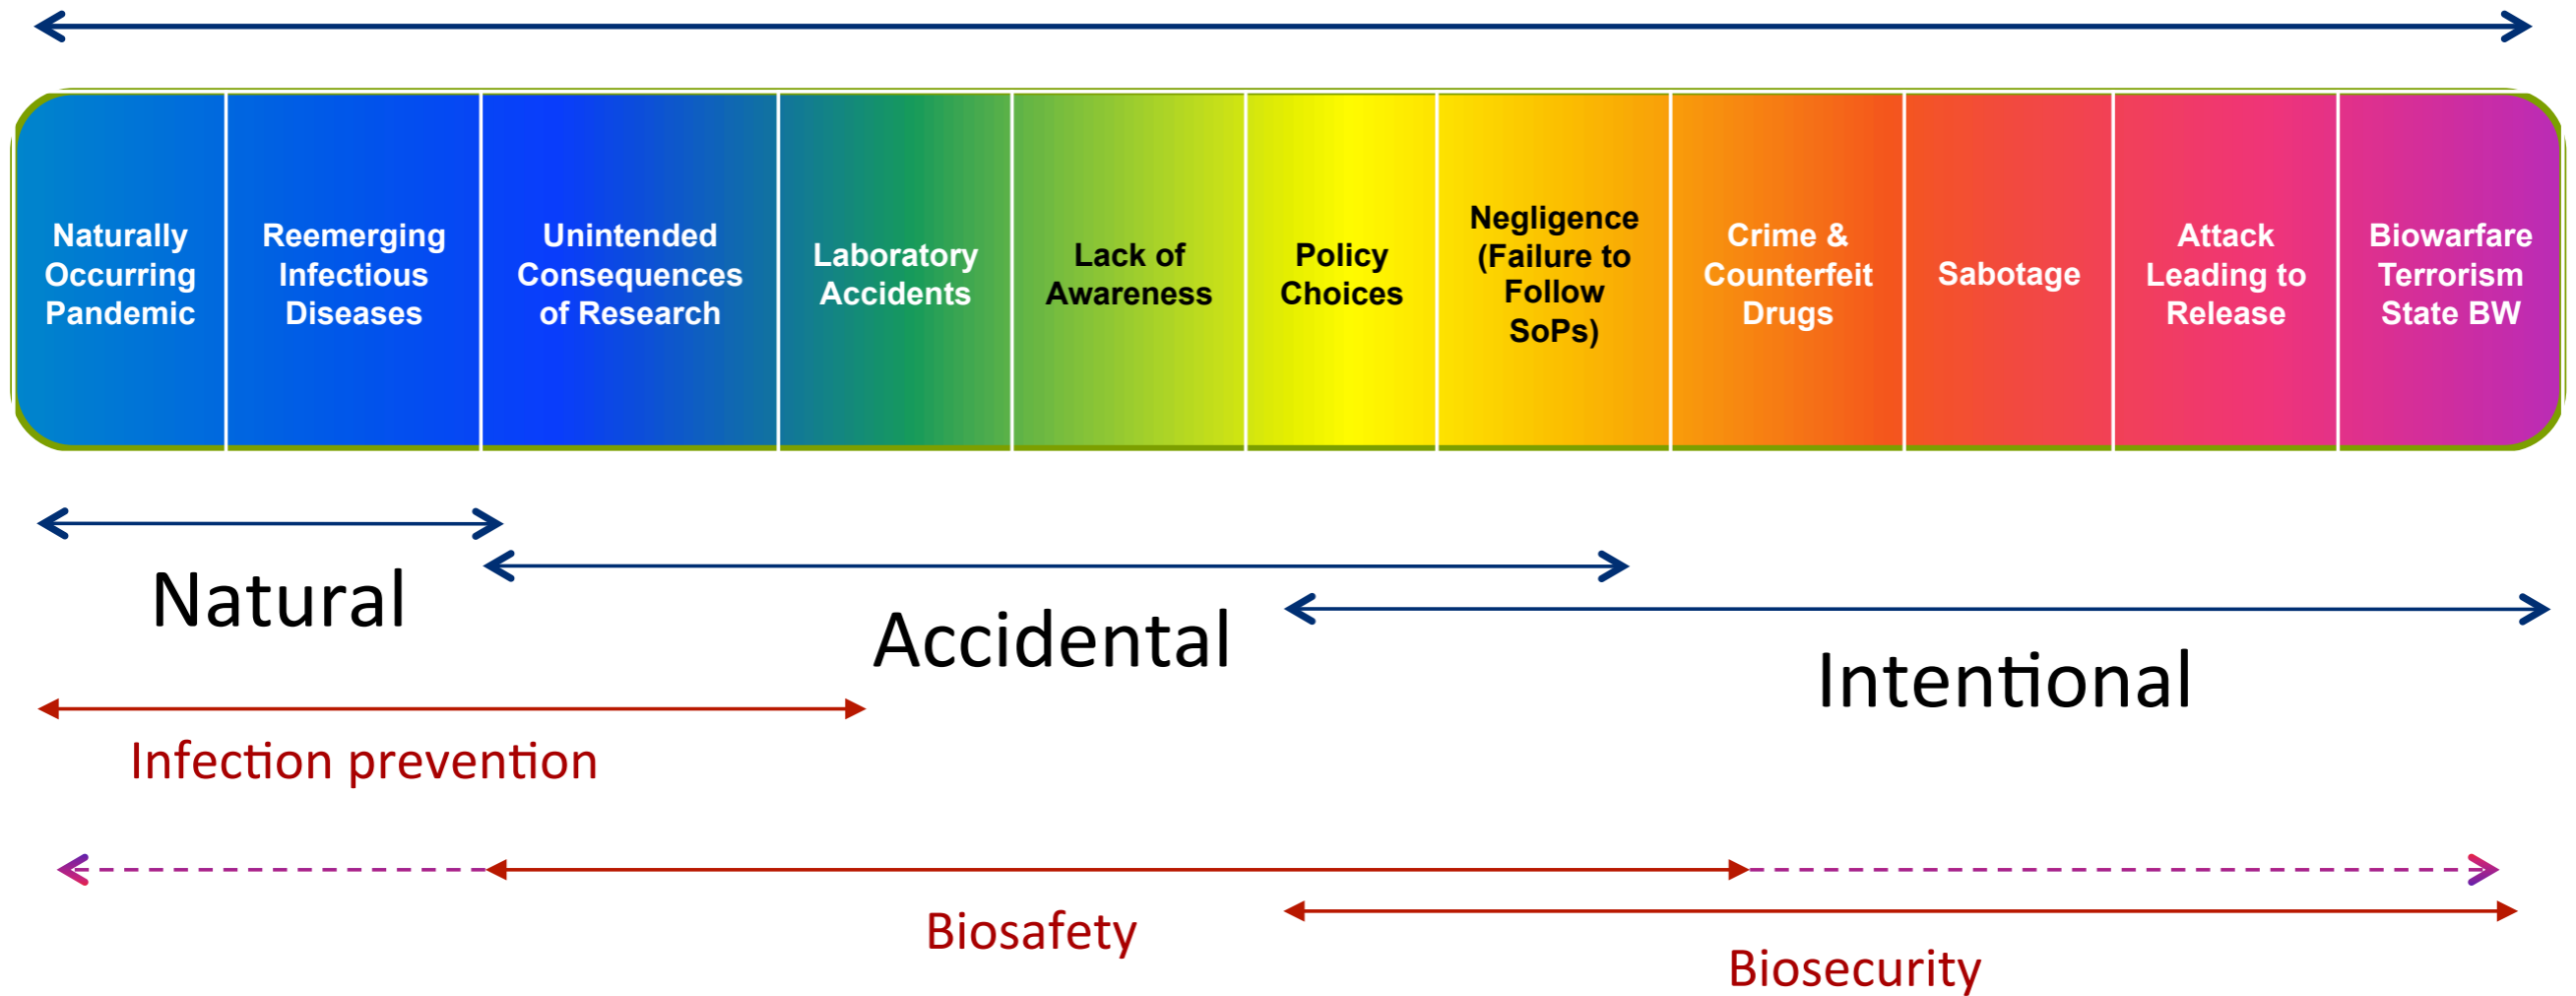 Naturally
Occurring
Pandemic
Reemerging
Infectious
Diseases
Unintended
Consequences
of Research
Laboratory
Accidents
Lack of
Awareness
Policy
Choices
Negligence
(Failure to
Follow
SoPs)
Crime &
Counterfeit
Drugs
Sabotage
Attack
Leading to
Release
Biowarfare
Terrorism
State BW
Natural
Accidental
Intentional
Infection prevention
Biosafety
Biosecurity